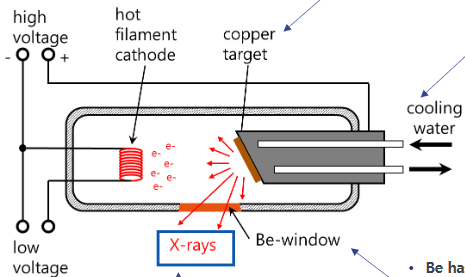 high
voltage
- +
hot
filament
cathode
copper
target
cooling
water
e-
e-
e-
e-
e-
e-
e-
low
voltage
X-rays
Be-window
• Be ha